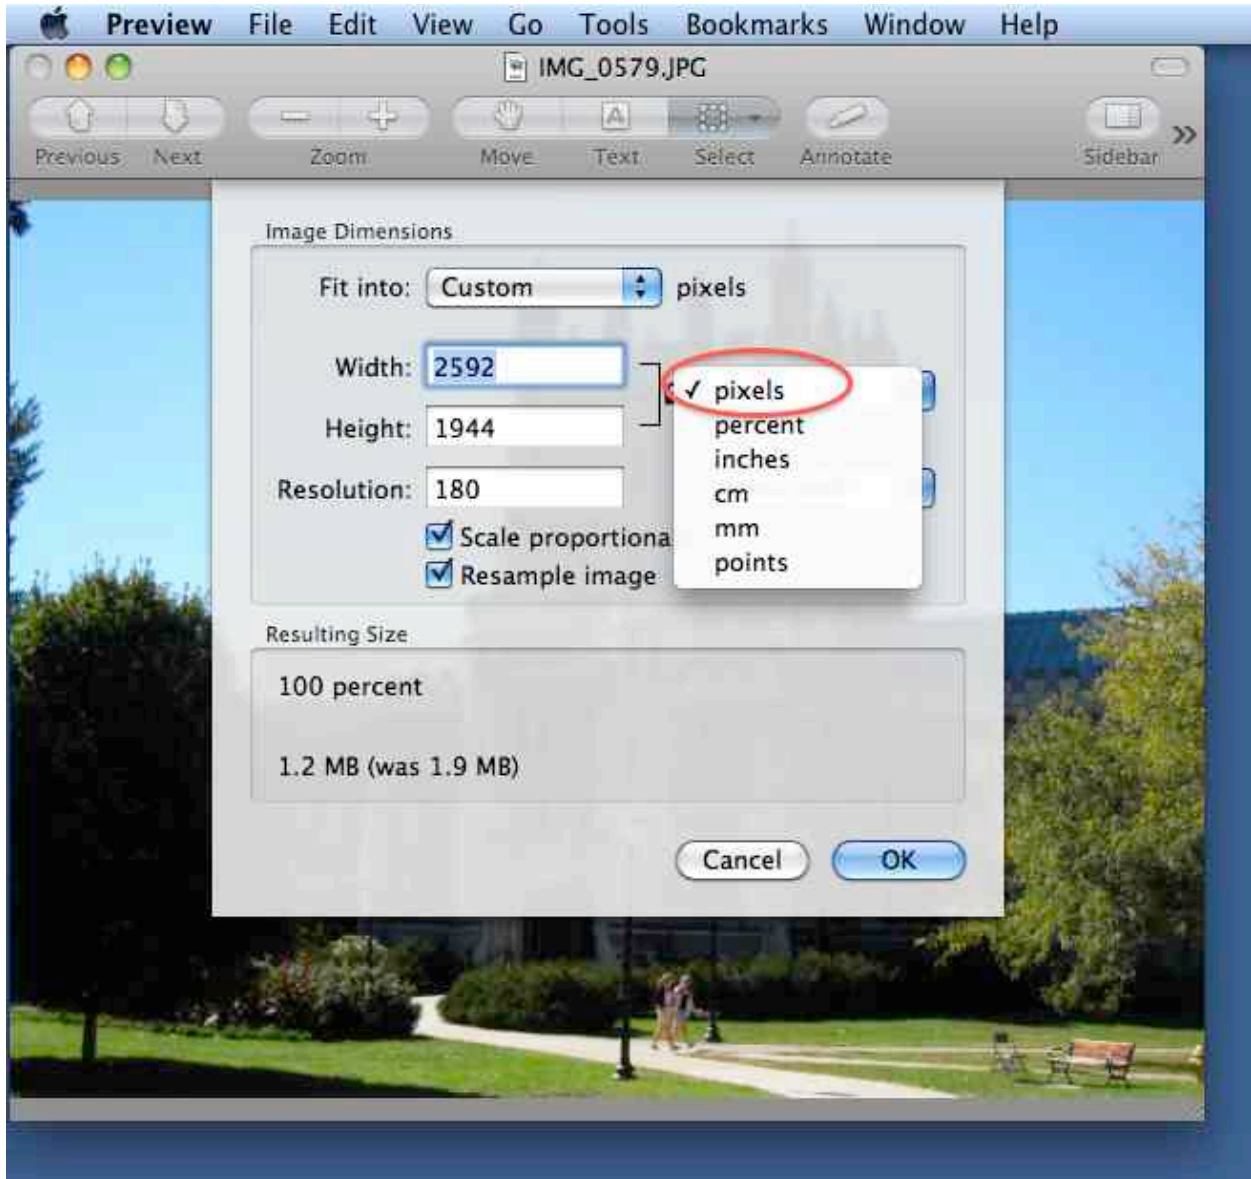 Preview File Edit View Go Tools Bookmarks Window Help
IMG_0579.JPG
Previous Next Zoom Move Text Select Annotate Sidebar
Image Dimensions
Fit into: Custom pixels
Width: 2592
✓ pixels
percent
Height: 1944
inches
Resolution: 180
cm
mm
Scale proportiona
points
Resample image
Resulting Size
100 percent
1.2 MB (was 1.9 MB)
Cancel OK